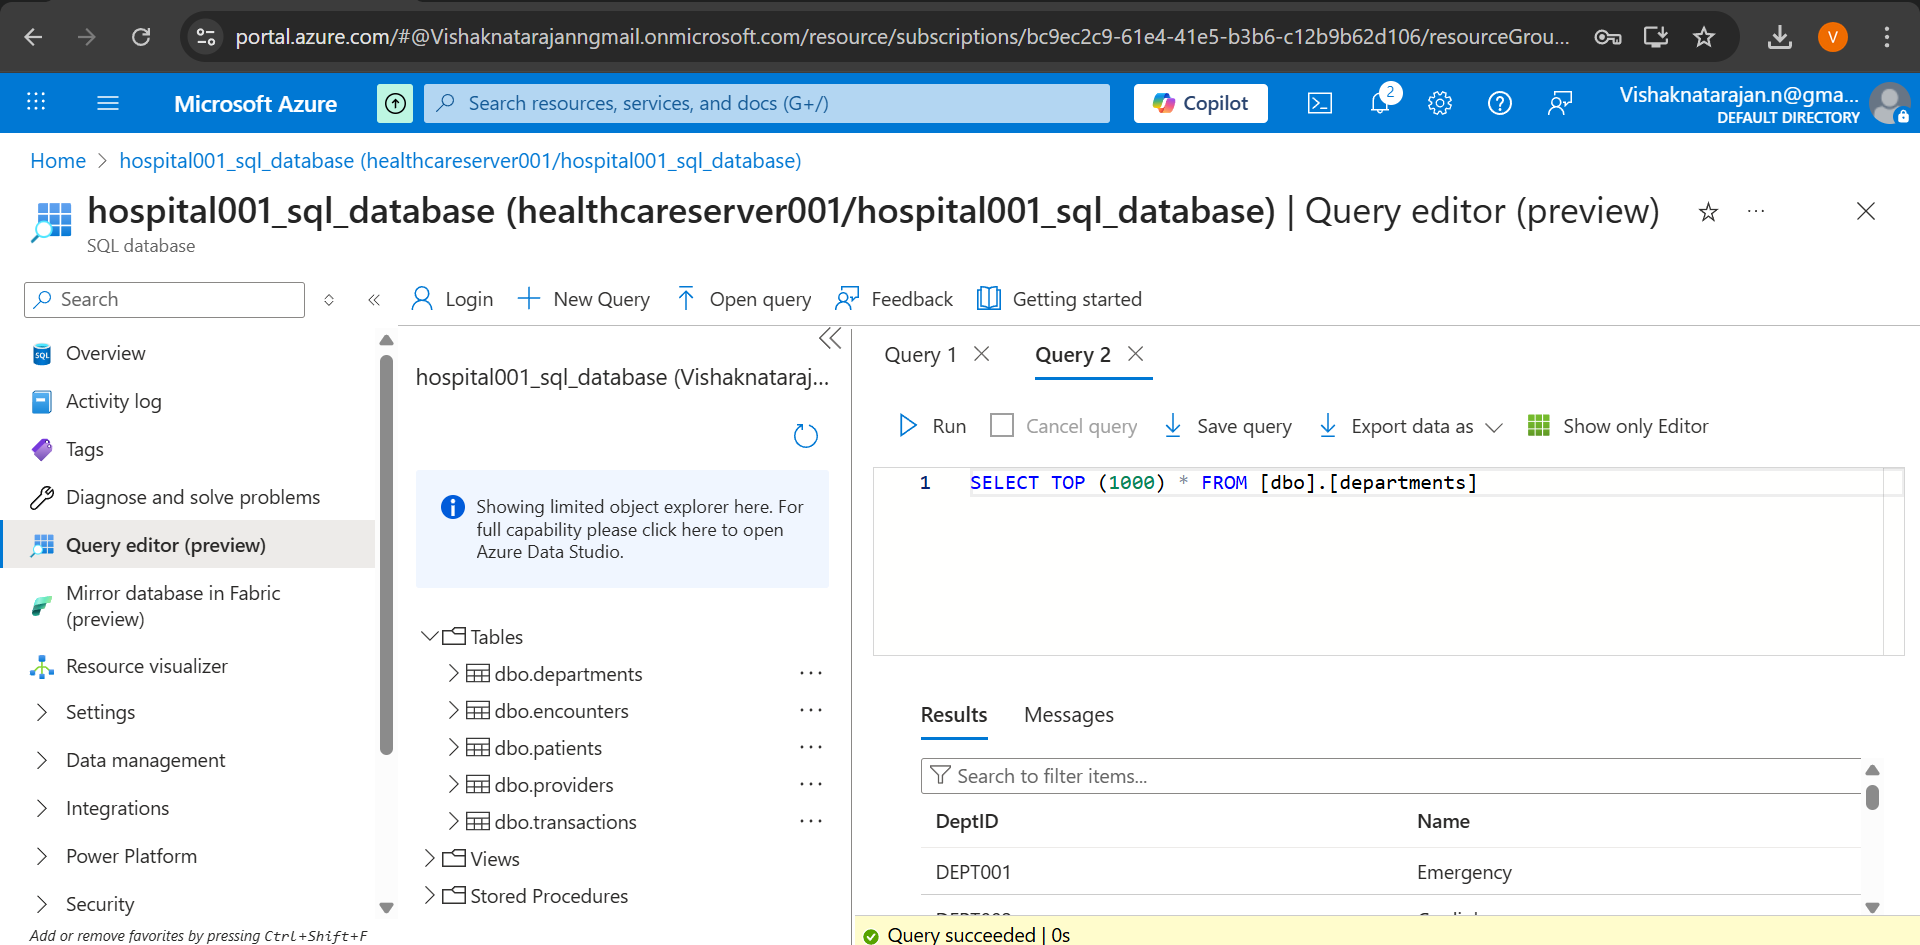 portal.azure.com/#@Vishaknatarajanngmail.onmicrosoft.com/resource/subscriptions/bc9ec2c9-61e4-41e5-b3b6-c12b9b62d106/resourceGrou...
V
Microsoft Azure
Search resources, services, and docs (G+/)
Copilot
2
Vishaknatarajan.n@gma...
DEFAULT DIRECTORY
Home > hospital001_sql_database (healthcareserver001/hospital001_sql_database)
hospital001_sql_database (healthcareserver001/hospital001_sql_database) | Query editor (preview)
SQL database
Search
Login
New Query
Open query
Feedback
Getting started
SQL
Overview
Activity log
Tags
Diagnose and solve problems
Query editor (preview)
Mirror database in Fabric
(preview)
Resource visualizer
Settings
Data management
Integrations
Power Platform
Security
Add or remove favorites by pressing Ctrl+Shift+F
hospital001_sql_database (Vishaknataraj...
Showing limited object explorer here. For
full capability please click here to open
Azure Data Studio.
Tables
dbo.departments
dbo.encounters
dbo.patients
dbo.providers
dbo.transactions
Views
Stored Procedures
Query 1
Query 2
Run
Cancel query
Save query
Export data as
Show only Editor
1 SELECT TOP (1000) * FROM [dbo].[departments]
Results
Messages
Search to filter items...
DeptID Name
DEPT001 Emergency
Query succeeded | 0s